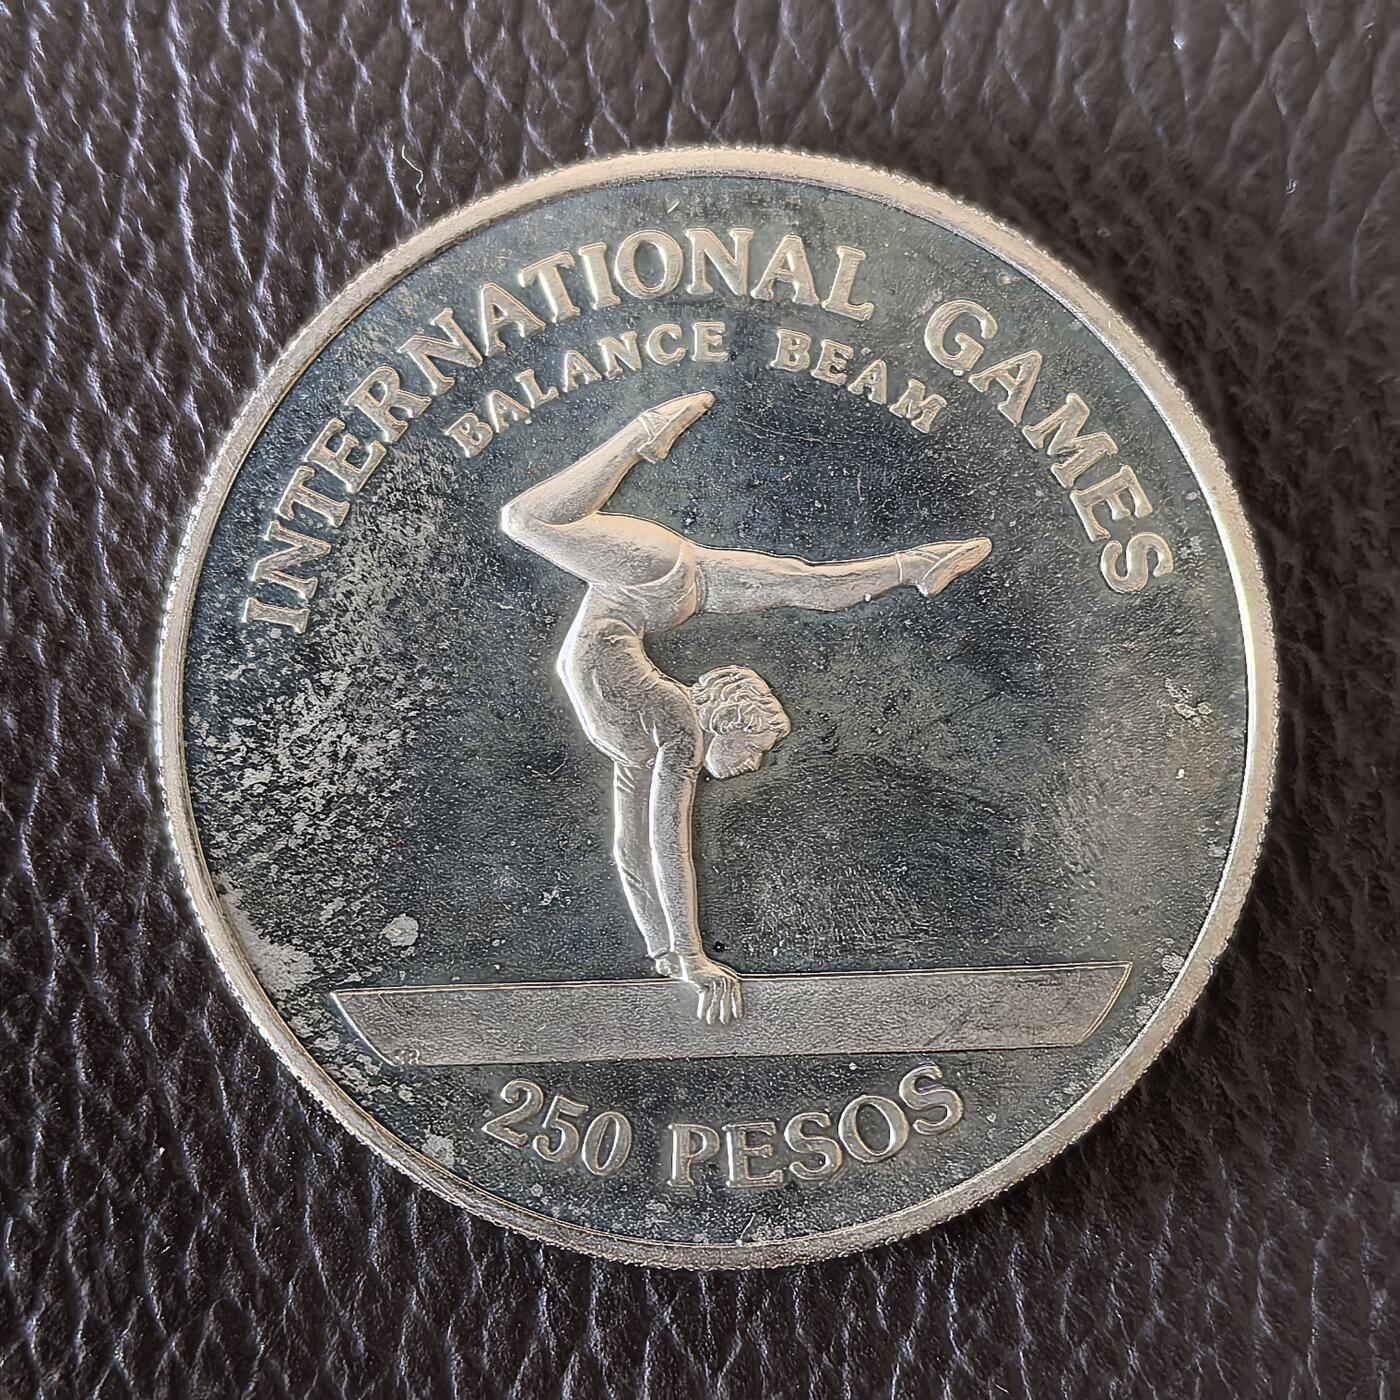 INTERNATIONAL GAMES
BALANCE BEAM
250 PESOS